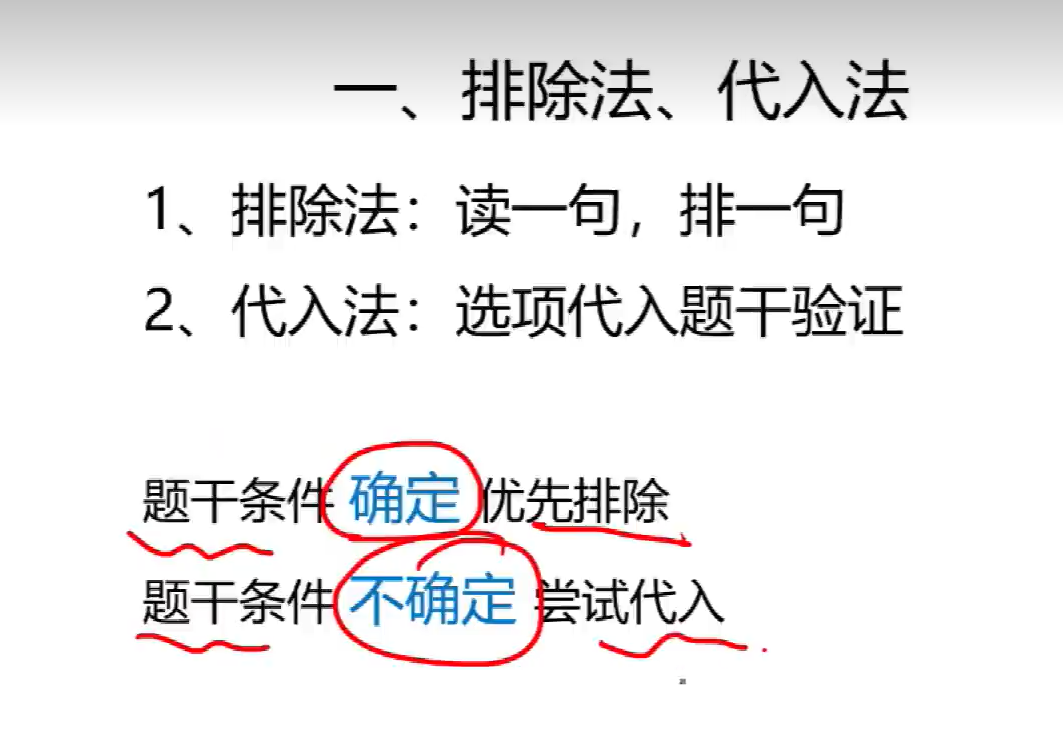 一、排除法、代入法
1、排除法：读一句，排一句
2、代入法：选项代入题干验证
题干条件 确定 优先排除
题干条件 不确定 尝试代入